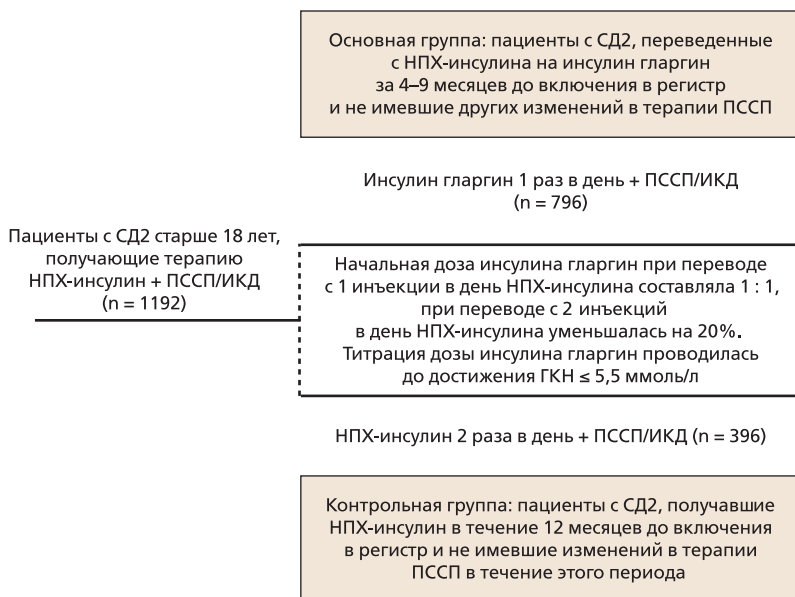 Основная группа: пациенты с СД2, переведенные
с НПХ-инсулина на инсулин гларгин
за 4–9 месяцев до включения в регистр
и не имевшие других изменений в терапии ПССП
Инсулин гларгин 1 раз в день + ПССП/ИКД
(n = 796)
Пациенты с СД2 старше 18 лет,
получающие терапию
НПХ-инсулин + ПССП/ИКД
(n = 1192)
Начальная доза инсулина гларгин при переводе
с 1 инъекции в день НПХ-инсулина составляла 1 : 1,
при переводе с 2 инъекций
в день НПХ-инсулина уменьшалась на 20%.
Титрация дозы инсулина гларгин проводилась
до достижения ГКН ≤ 5,5 ммоль/л
НПХ-инсулин 2 раза в день + ПССП/ИКД (n = 396)
Контрольная группа: пациенты с СД2, получавшие
НПХ-инсулин в течение 12 месяцев до включения
в регистр и не имевшие изменений в терапии
ПССП в течение этого периода